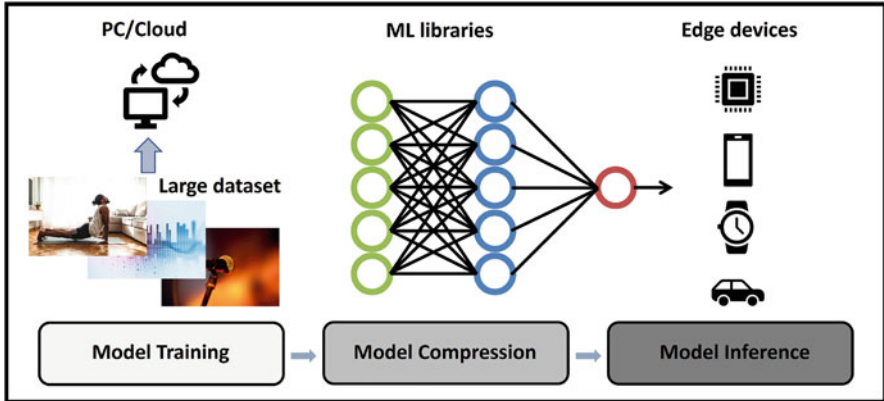 PC/Cloud
ML libraries
Edge devices
Large dataset
Model Training
Model Compression
Model Inference